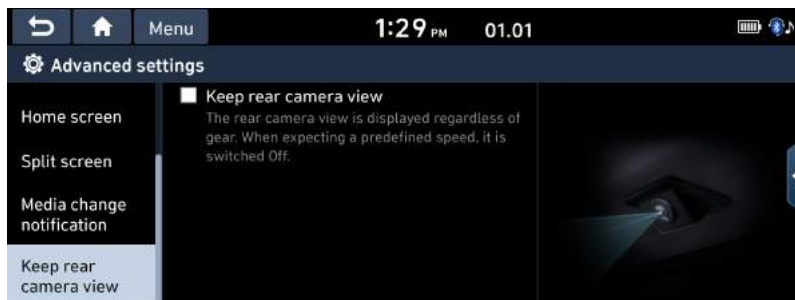 Menu
1:29 PM
01.01
Advanced settings
Home screen
Split screen
Media change
notification
Keep rear
camera view
Keep rear camera view
The rear camera view is displayed regardless of
gear. When expecting a predefined speed, it is
switched Off.